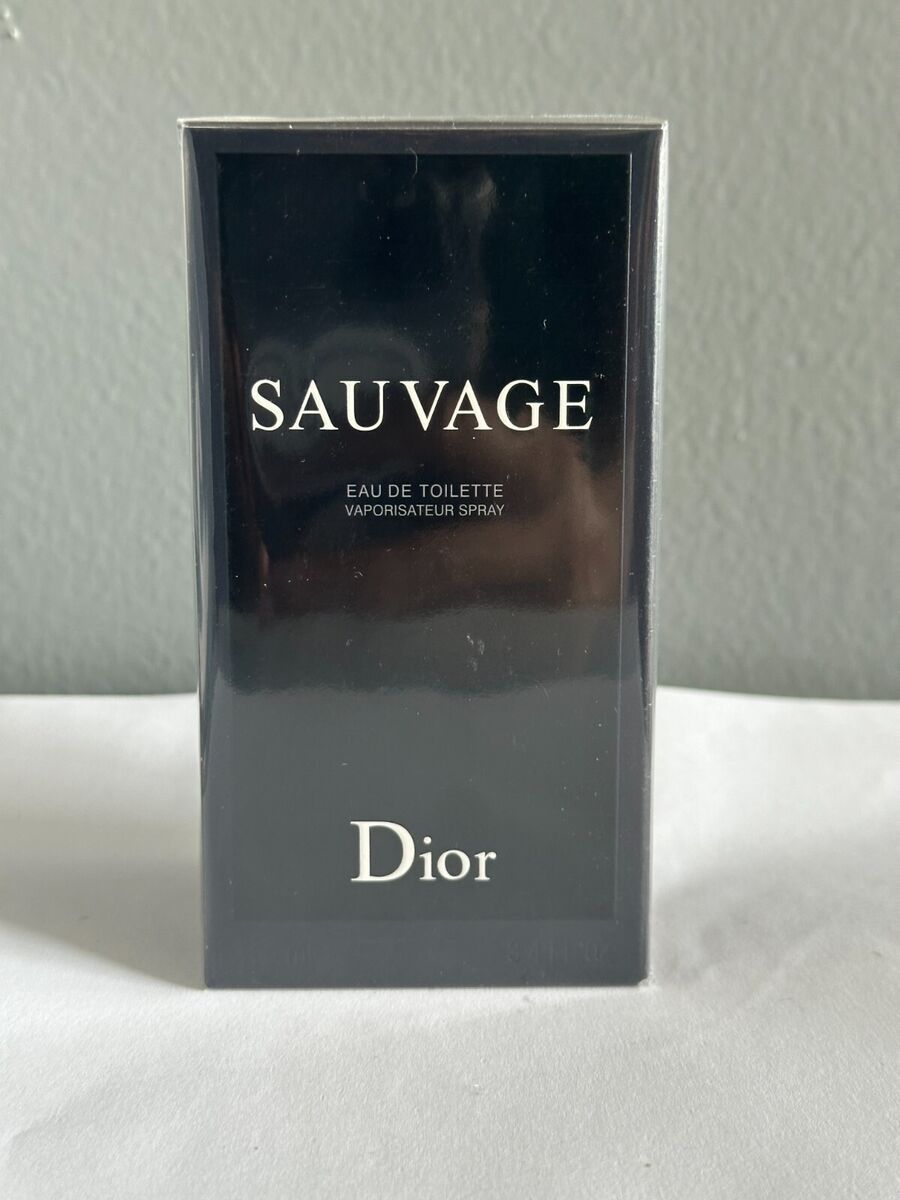 SAUVAGE
EAU DE TOILETTE
VAPORISATEUR SPRAY
Dior